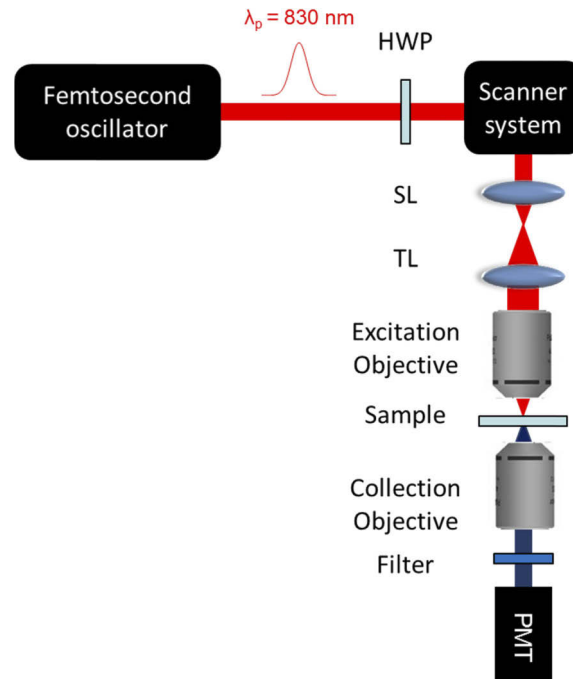 λp = 830 nm
HWP
Femtosecond
oscillator
Scanner
system
SL
TL
Excitation
Objective
Sample
Collection
Objective
Filter
PMT